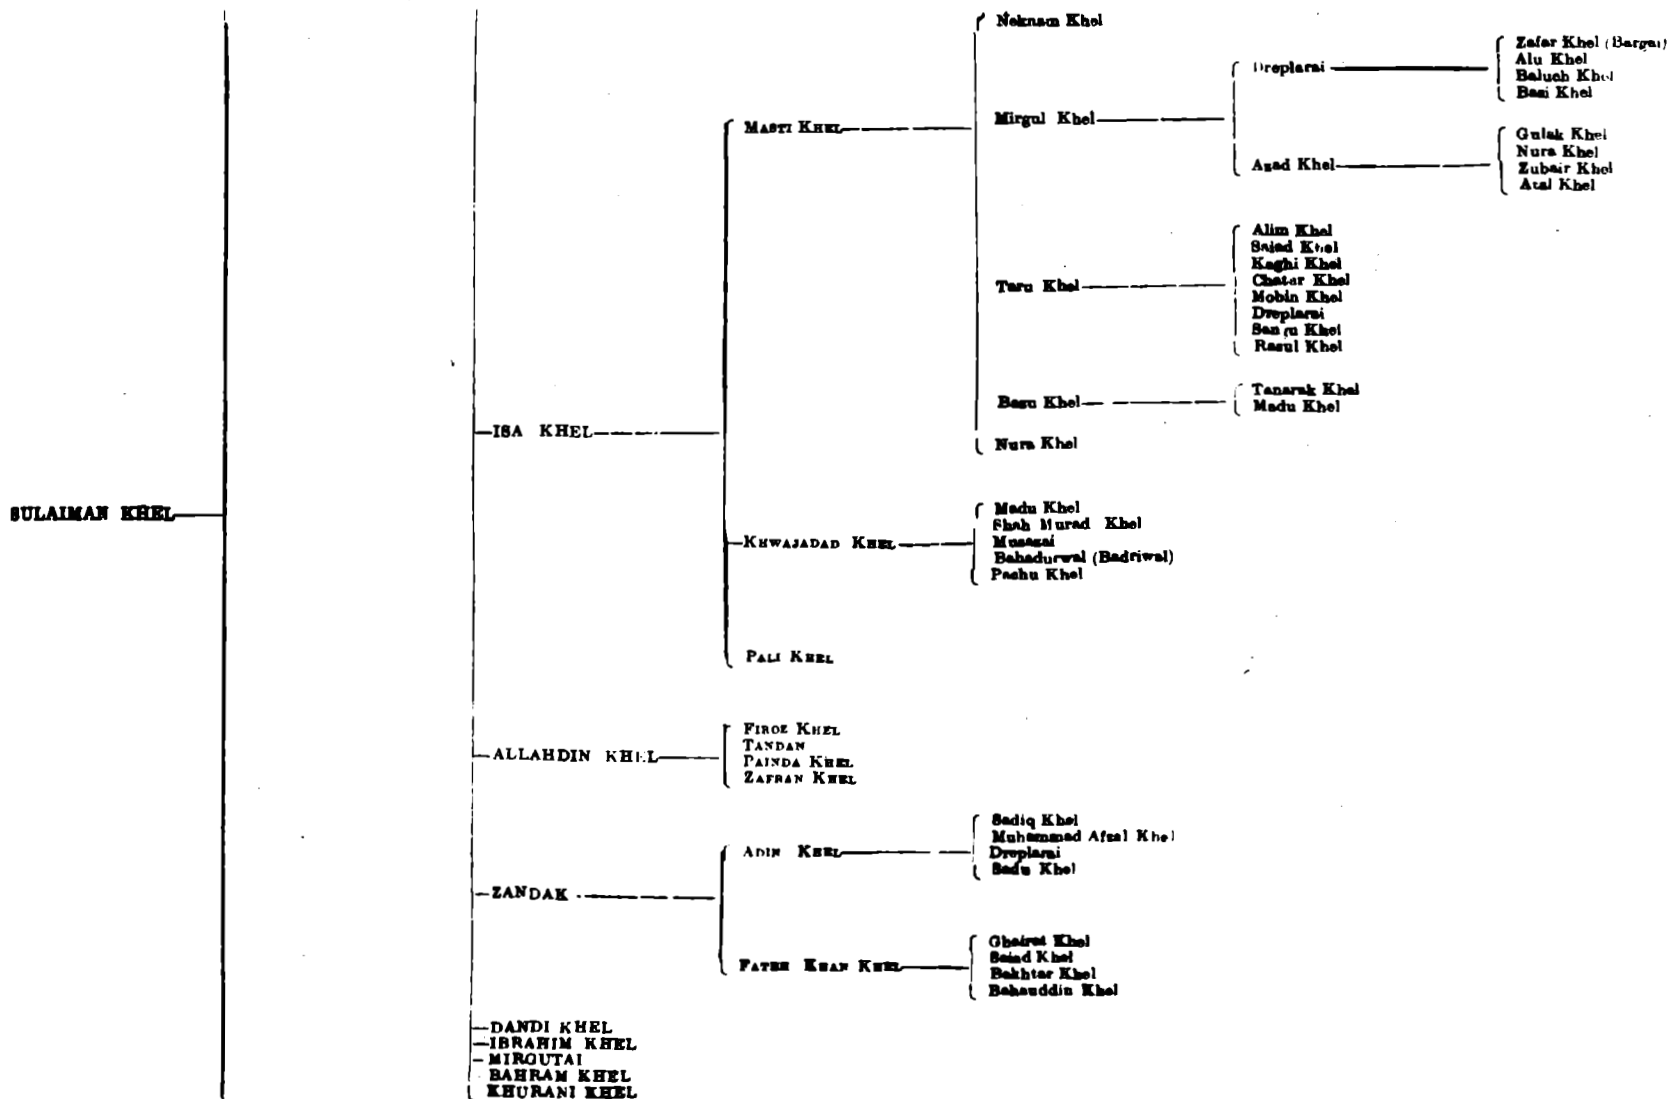 SULAIMAN KHEL
ISA KHEL
MASTI KHEL
Neknam Khel
Mirgul Khel
Dreplarai
Zafar Khel (Bargai)
Alu Khel
Baluch Khel
Basi Khel
Azad Khel
Gulak Khel
Nura Khel
Zubair Khel
Atal Khel
Taru Khel
Alim Khel
Saiad Khel
Kaghi Khel
Chatar Khel
Mobin Khel
Dreplarai
Khel
Rasul Khel
Basu Khel
Tanarak Khel
Madu Khel
Nura Khel
KHWAJADAD KHEL
Madu Khel
Shah Murad Khel
Musazai
Bahadurwal (Badriwal)
Pashu Khel
PALI KHEL
ALLAHDIN KHEL
FIROZ KHEL
TANDAN
PAINDA KHEL
ZAFRAN KHEL
ZANDAK
ADIN KHEL
Sadiq Khel
Muhammad Afzal Khel
Dreplarai
Sadu Khel
FATEH KHAN KHEL
Ghairat Khel
Saiad Khel
Bakhtar Khel
Bahauddin Khel
DANDI KHEL
IBRAHIM KHEL
MIRGUTAI
BAHRAM KHEL
KHURANI KHEL